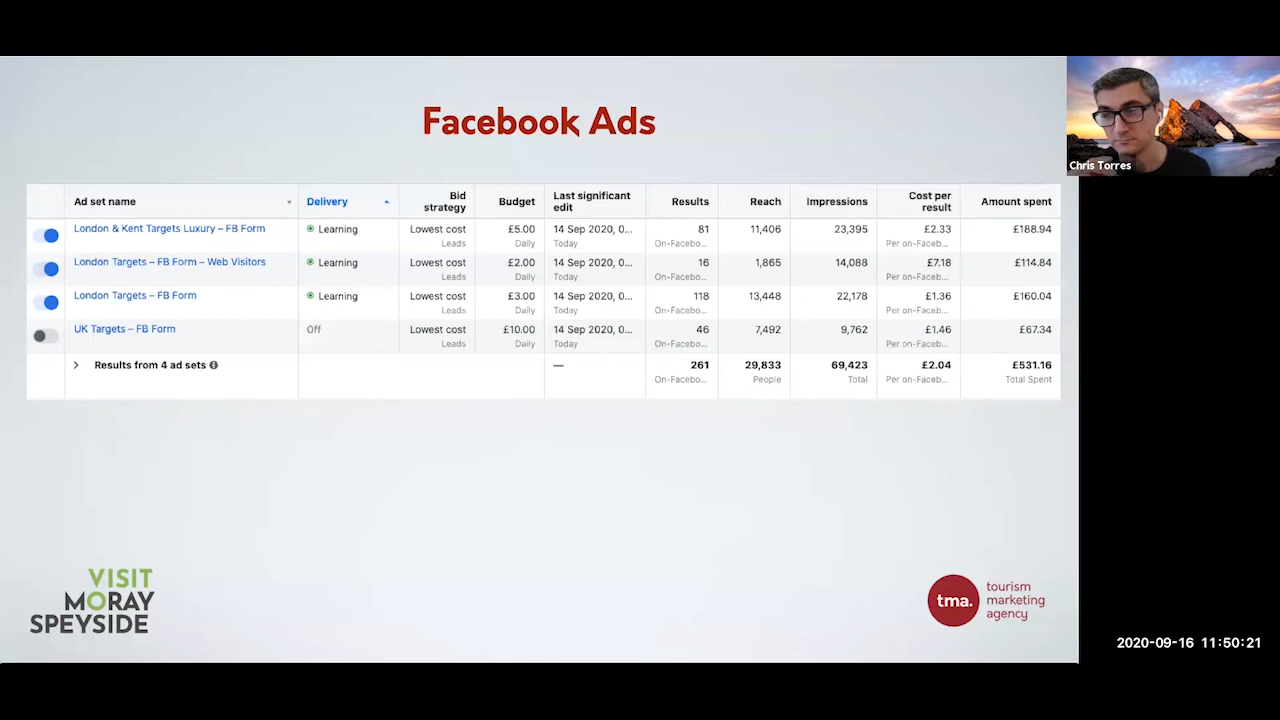 Facebook Ads
Chris Torres
Ad set name Delivery Bid strategy Budget Last significant edit Results Reach Impressions Cost per result Amount spent
London & Kent Targets Luxury – FB Form Learning Lowest cost £5.00 14 Sep 2020, 0... 81 11,406 23,395 £2.33 £188.94
Leads Daily Today On-Facebo... Per on-Faceb...
London Targets – FB Form – Web Visitors Learning Lowest cost £2.00 14 Sep 2020, 0... 16 1,865 14,088 £7.18 £114.84
Leads Daily Today On-Facebo... Per on-Faceb...
London Targets – FB Form Learning Lowest cost £3.00 14 Sep 2020, 0... 118 13,448 22,178 £1.36 £160.04
Leads Daily Today On-Facebo... Per on-Faceb...
UK Targets – FB Form Off Lowest cost £10.00 14 Sep 2020, 0... 46 7,492 9,762 £1.46 £67.34
Leads Daily Today On-Facebo... Per on-Faceb...
Results from 4 ad sets — 261 29,833 69,423 £2.04 £531.16
On-Facebo... People Total Per on-Faceb... Total Spent
VISIT
MORAY
SPEYSIDE
tma.
tourism
marketing
agency
2020-09-16 11:50:21